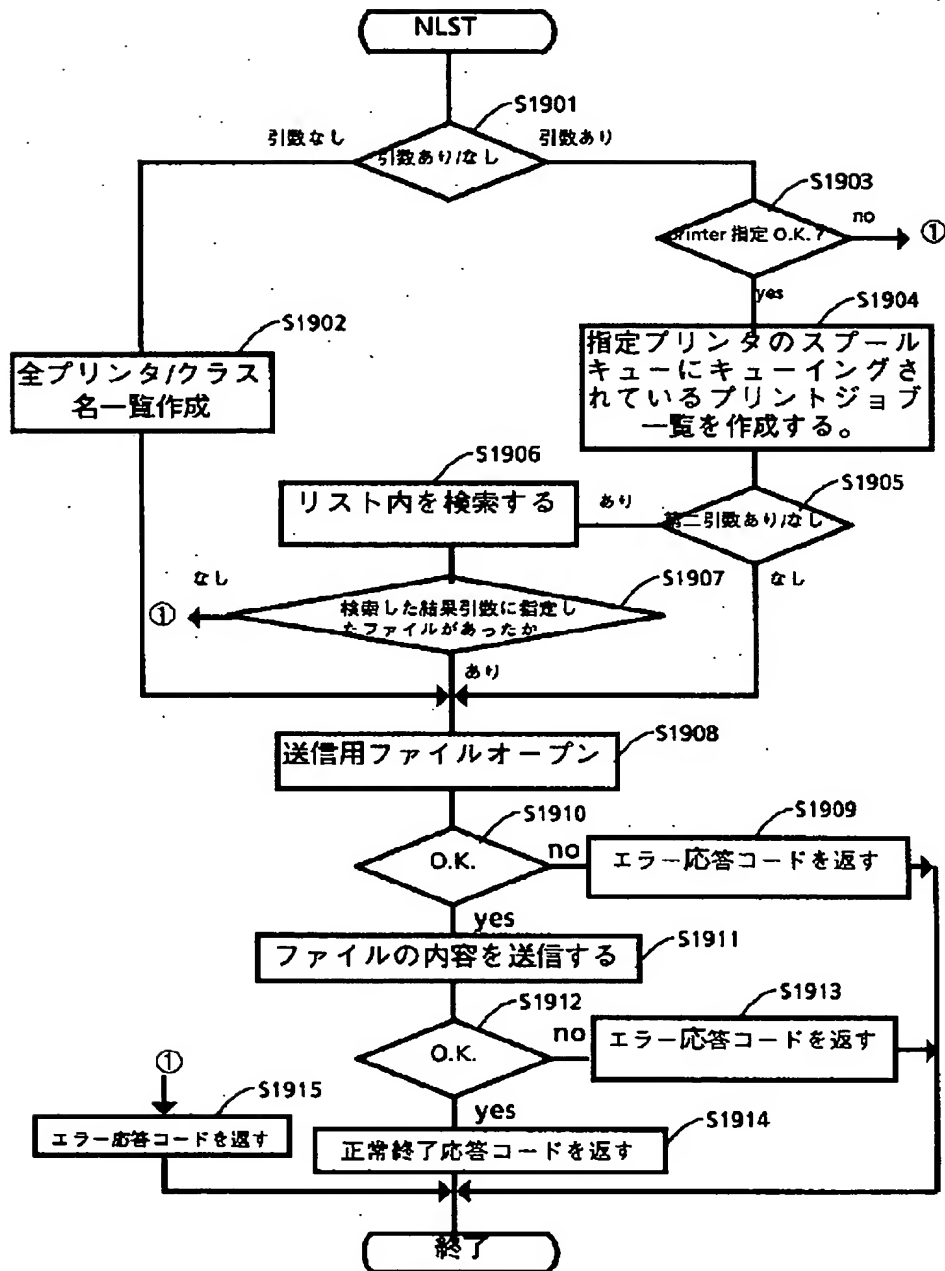 NLST
S1901
引数なし
引数あり/なし
引数あり
S1903
printer 指定 O.K.?
no
①
yes
S1904
S1902
全プリンタ/クラス
名一覧作成
指定プリンタのスプール
キューにキューイングさ
れているプリントジョブ
一覧を作成する。
S1906
リスト内を検索する
あり
S1905
第二引数あり/なし
なし
S1907
検索した結果引数に指定し
たファイルがあったか
なし
①
あり
S1908
送信用ファイルオープン
S1910
O.K.
no
S1909
エラー応答コードを返す
yes
S1911
ファイルの内容を送信する
S1912
O.K.
no
S1913
エラー応答コードを返す
①
S1915
エラー応答コードを返す
yes
S1914
正常終了応答コードを返す
終了